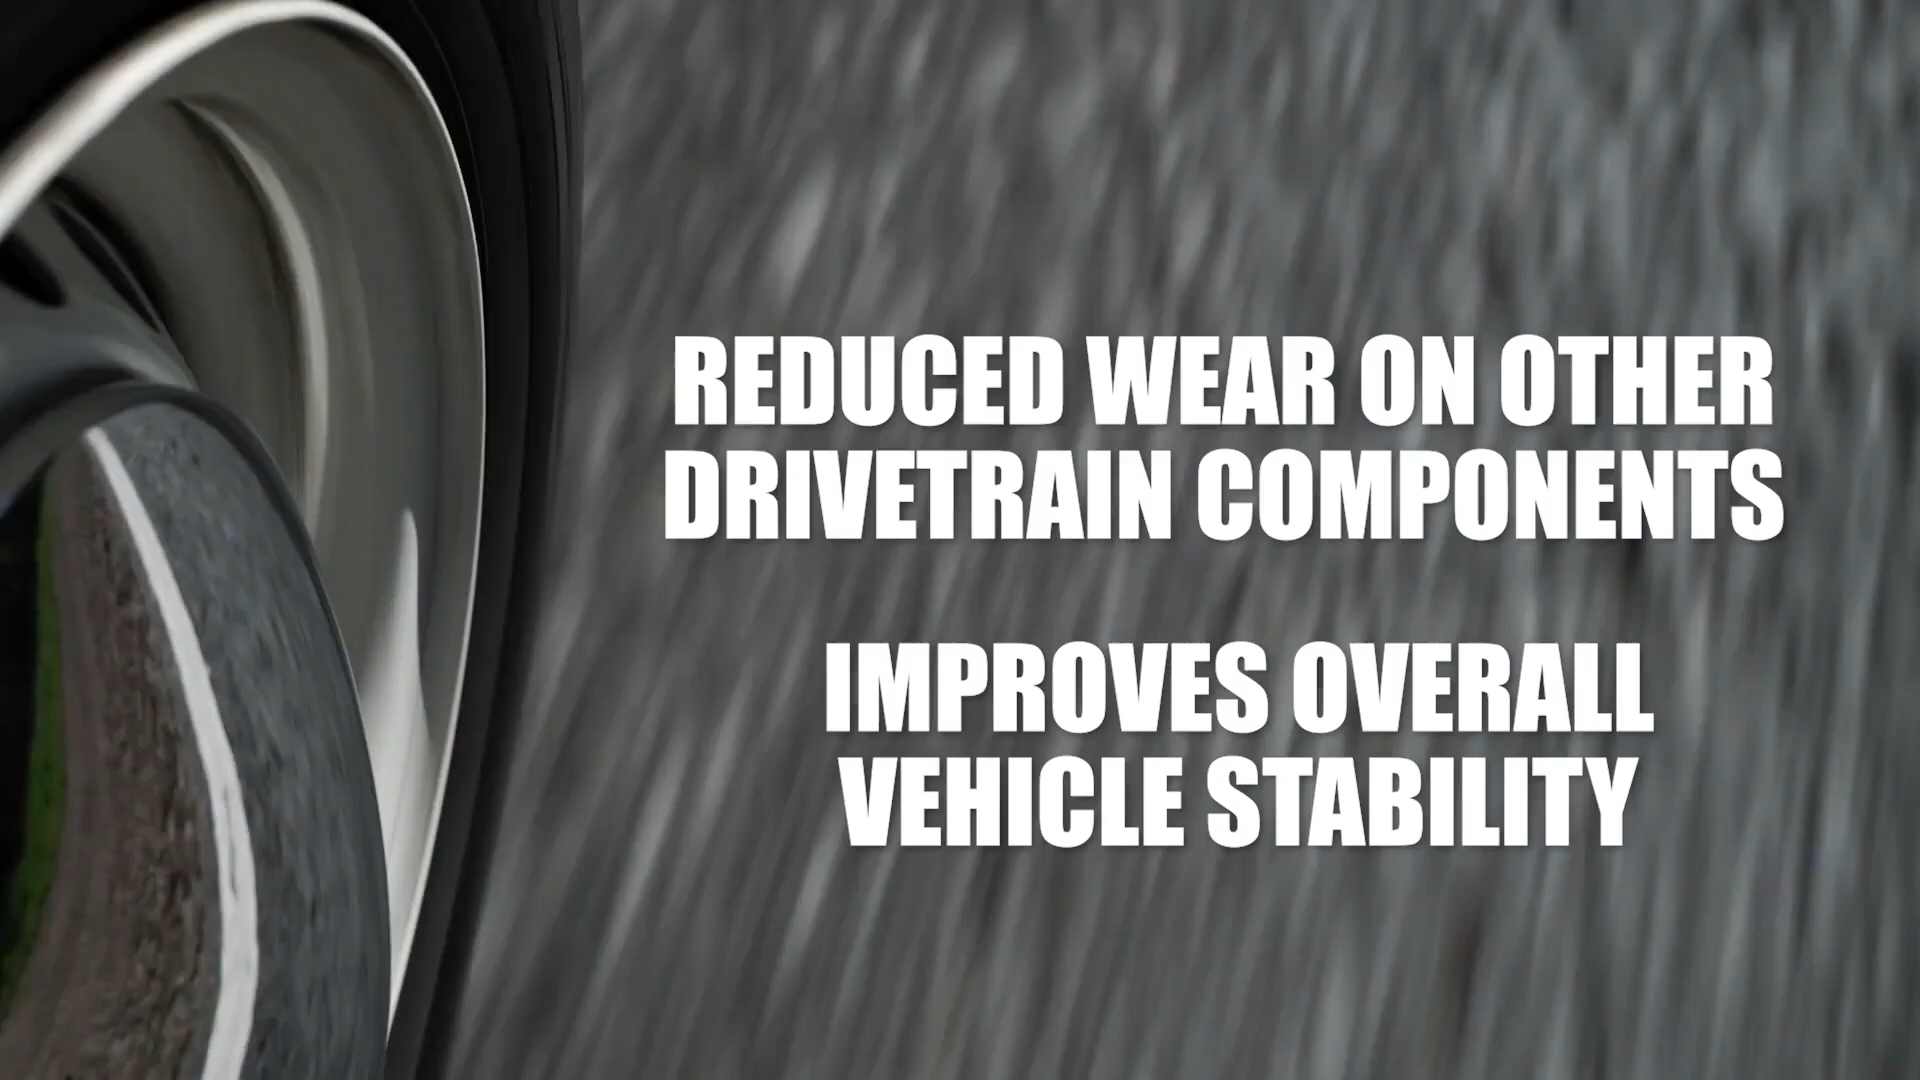 REDUCED WEAR ON OTHER
DRIVETRAIN COMPONENTS
IMPROVES OVERALL
VEHICLE STABILITY